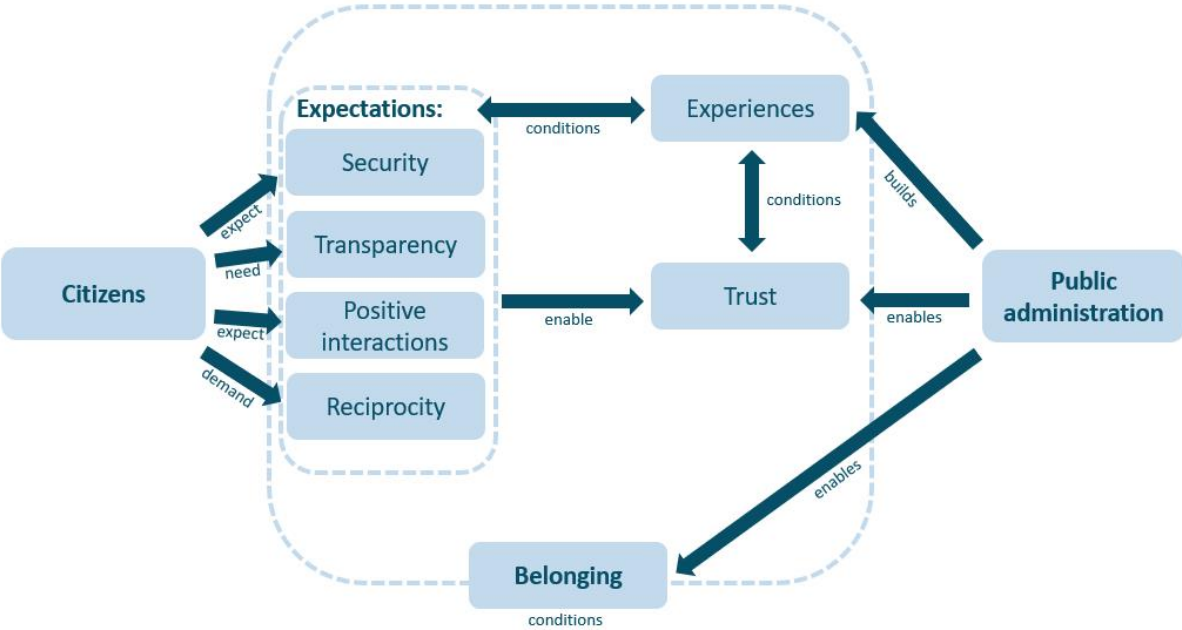 Expectations:
Experiences
conditions
Security
expect
builds
conditions
Transparency
need
Citizens
Public
administration
Trust
Positive
interactions
enable
enables
expect
demand
Reciprocity
enables
Belonging
conditions